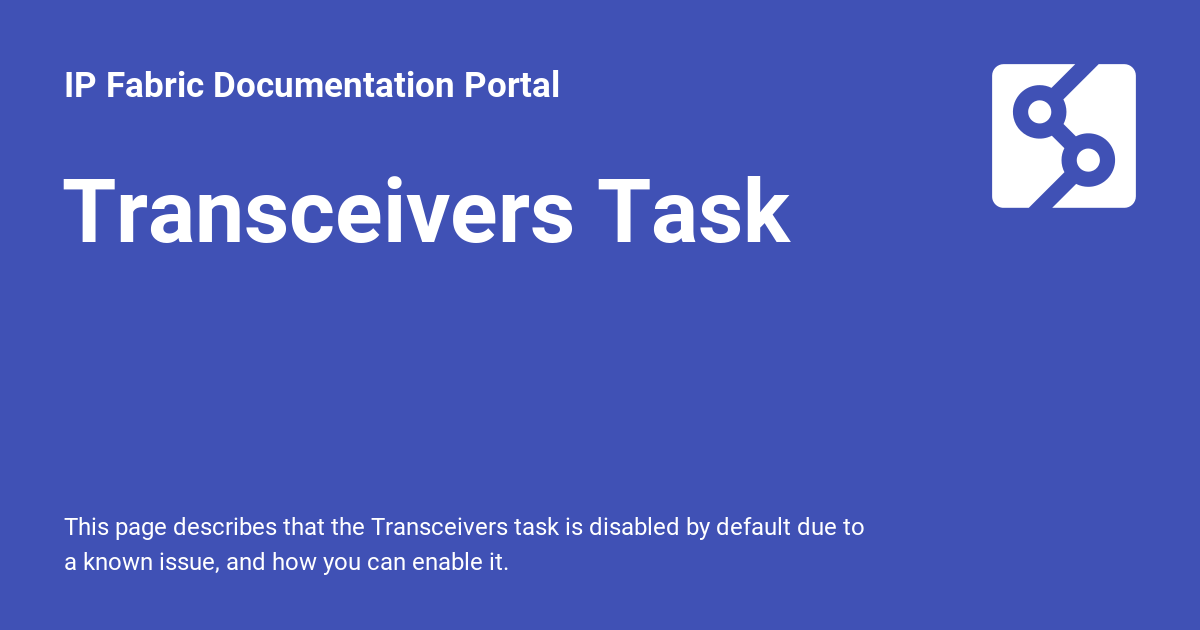 IP Fabric Documentation Portal
Transceivers Task
This page describes that the Transceivers task is disabled by default due to
a known issue, and how you can enable it.